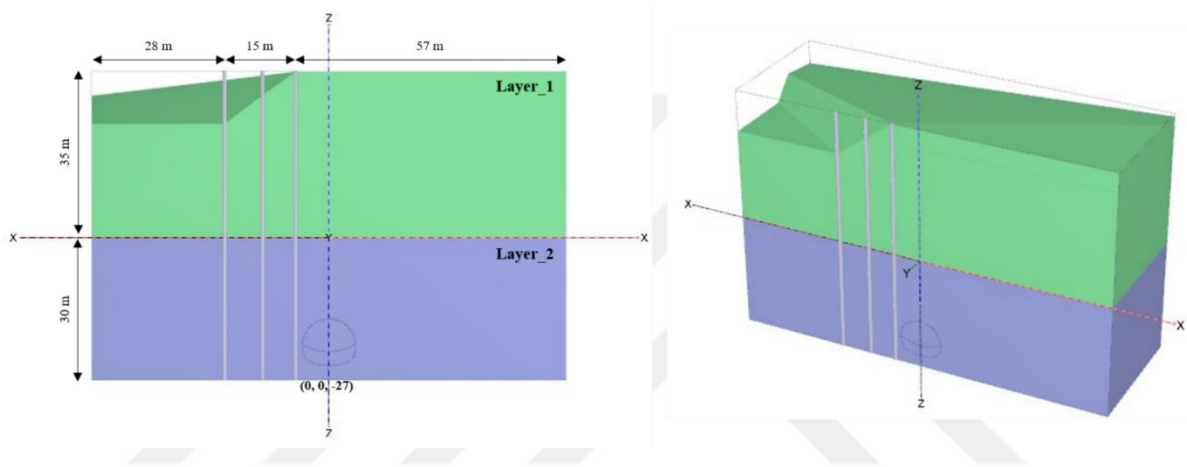 Z
28 m
15 m
57 m
Layer_1
35 m
X
Y
X
Layer_2
30 m
(0, 0, -27)
Z
Z
X
Y
X
Z